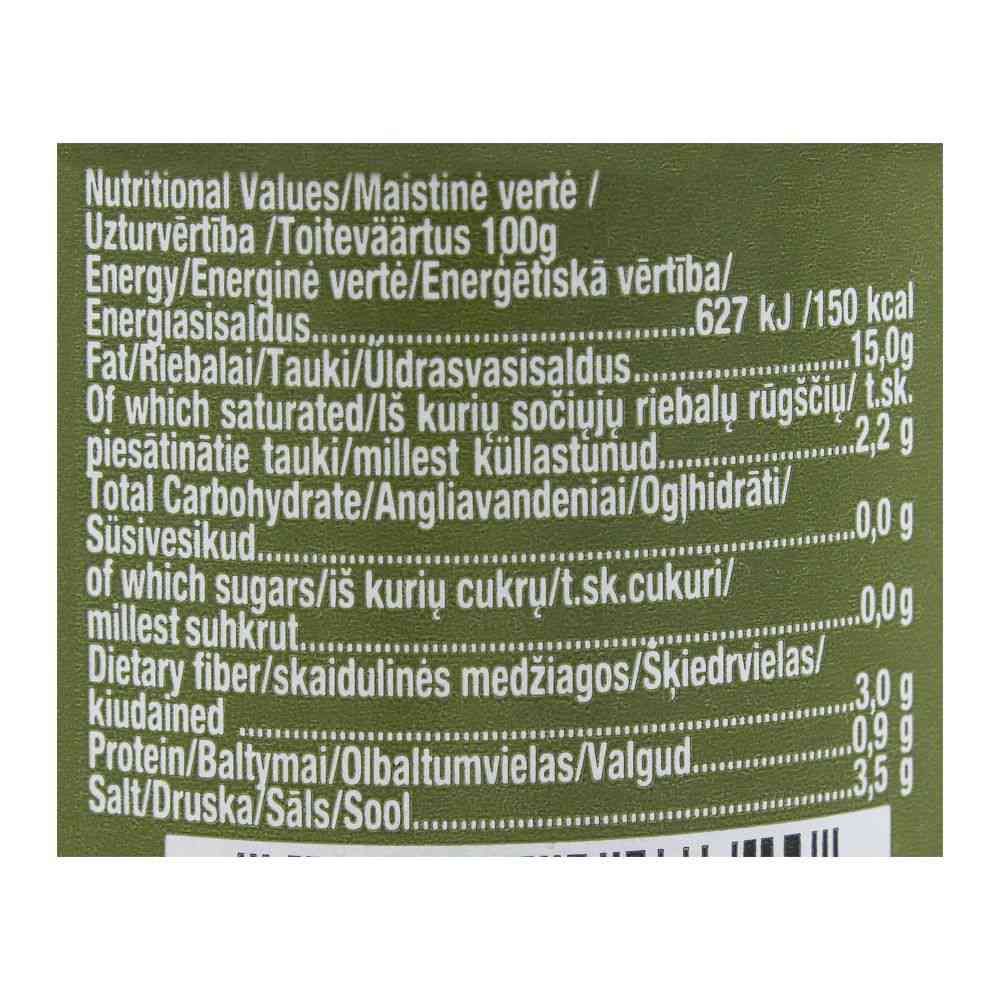 Nutritional Values/Maistinė vertė /
Uzturvērtība /Toiteväärtus 100g
Energy/Energinė vertė/Enerģētiskā vērtība/
Energiasisaldus..............................627 kJ /150 kcal
Fat/Riebalai/Tauki/Üldrasvasisaldus................15,0g
Of which saturated/Iš kurių sočiųjų riebalų rūgščių/ t.sk.
piesātinātie tauki/millest küllastunud..............2,2 g
Total Carbohydrate/Angliavandeniai/Ogļhidrāti/
Süsivesikud..............................0,0 g
of which sugars/iš kurių cukrų/t.sk.cukuri/
millest suhkrut..............................0,0g
Dietary fiber/skaidulinės medžiagos/Šķiedrvielas/
kiudained ..............................3,0 g
Protein/Baltymai/Olbaltumvielas/Valgud..............0,9 g
Salt/Druska/Sāls/Sool..............................3,5 g